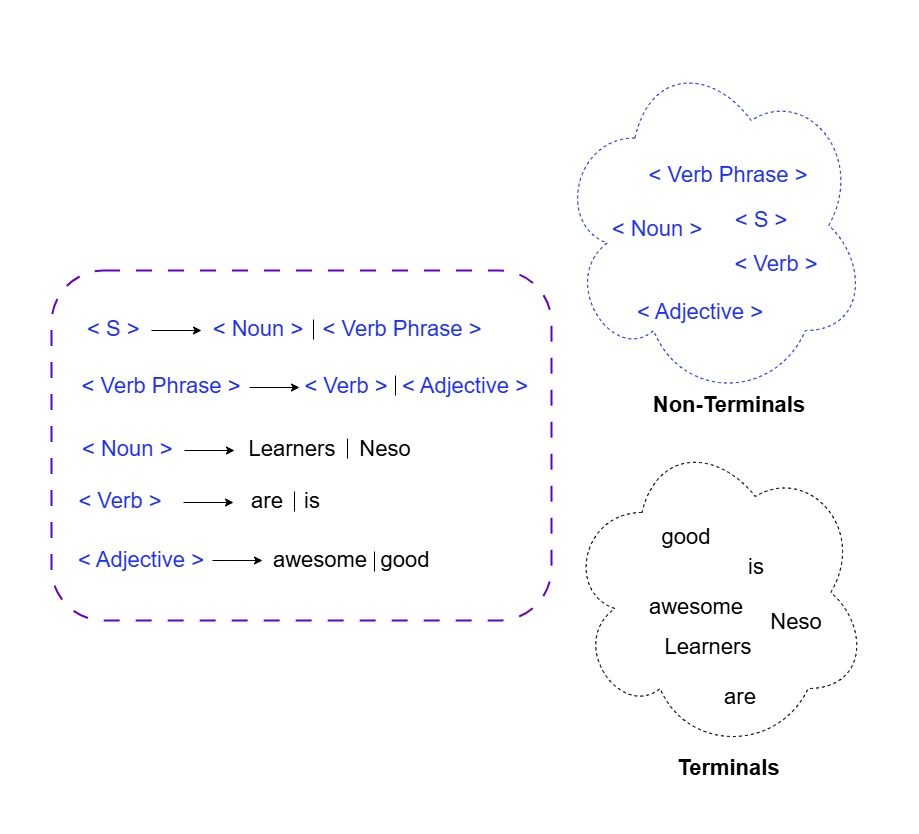 < S > ⟶ < Noun > | < Verb Phrase >
< Verb Phrase > ⟶ < Verb > | < Adjective >
< Noun > ⟶ Learners | Neso
< Verb > ⟶ are | is
< Adjective > ⟶ awesome | good
< Verb Phrase >
< S >
< Noun >
< Verb >
< Adjective >
Non-Terminals
good
is
awesome
Neso
Learners
are
Terminals